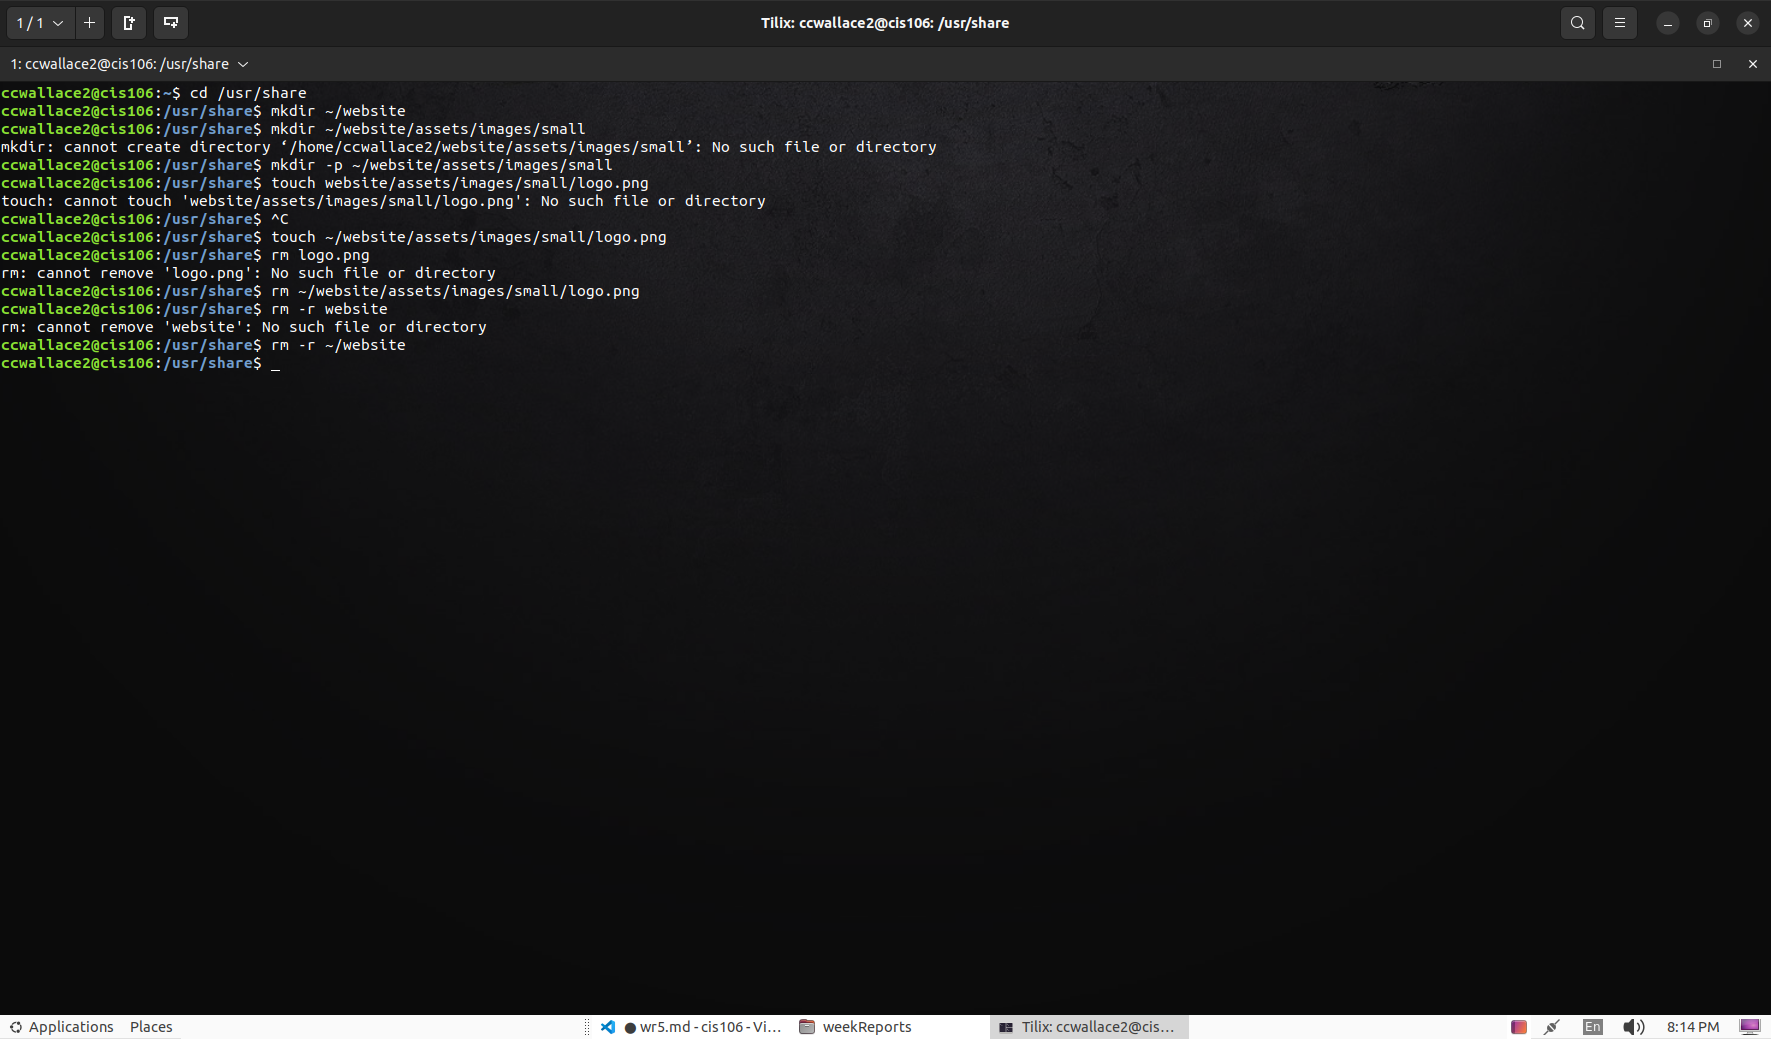 1 / 1
Tilix: ccwallace2@cis106: /usr/share
1: ccwallace2@cis106: /usr/share
ccwallace2@cis106:~$ cd /usr/share
ccwallace2@cis106:/usr/share$ mkdir ~/website
ccwallace2@cis106:/usr/share$ mkdir ~/website/assets/images/small
mkdir: cannot create directory ‘/home/ccwallace2/website/assets/images/small’: No such file or directory
ccwallace2@cis106:/usr/share$ mkdir -p ~/website/assets/images/small
ccwallace2@cis106:/usr/share$ touch website/assets/images/small/logo.png
touch: cannot touch 'website/assets/images/small/logo.png': No such file or directory
ccwallace2@cis106:/usr/share$ ^C
ccwallace2@cis106:/usr/share$ touch ~/website/assets/images/small/logo.png
ccwallace2@cis106:/usr/share$ rm logo.png
rm: cannot remove 'logo.png': No such file or directory
ccwallace2@cis106:/usr/share$ rm ~/website/assets/images/small/logo.png
ccwallace2@cis106:/usr/share$ rm -r website
rm: cannot remove 'website': No such file or directory
ccwallace2@cis106:/usr/share$ rm -r ~/website
ccwallace2@cis106:/usr/share$ _
Applications Places ● wr5.md - cis106 - Vi... weekReports Tilix: ccwallace2@cis... En 8:14 PM